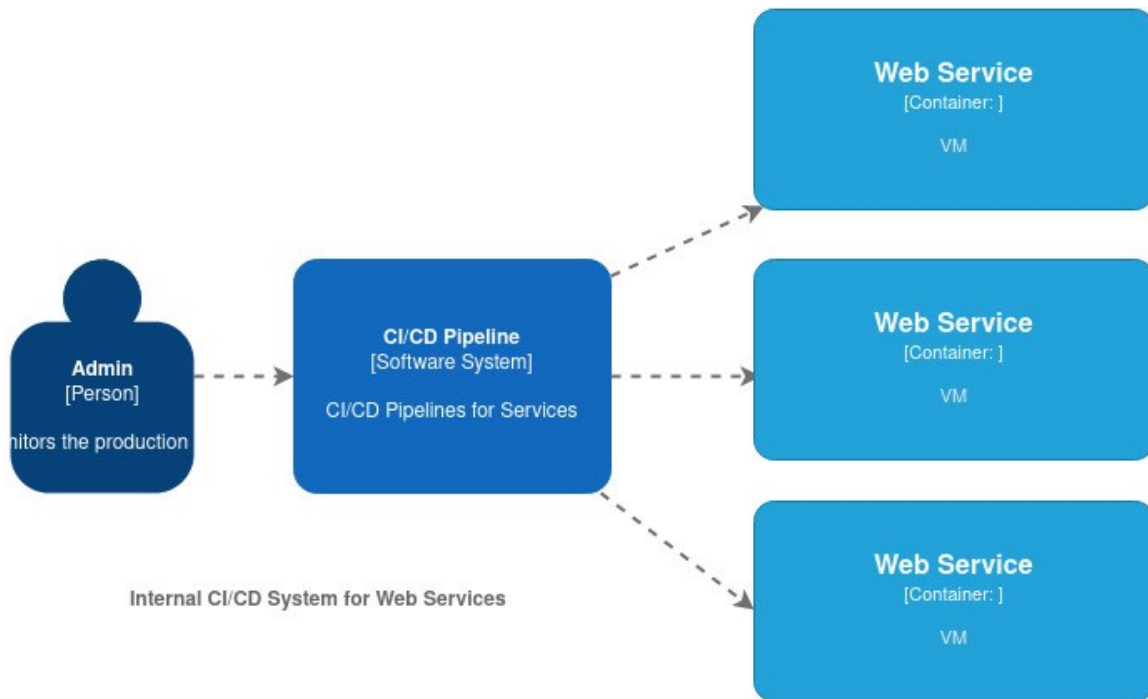 Web Service
[Container: ]
VM
Admin
[Person]
nitors the production
CI/CD Pipeline
[Software System]
CI/CD Pipelines for Services
Web Service
[Container: ]
VM
Internal CI/CD System for Web Services
Web Service
[Container: ]
VM